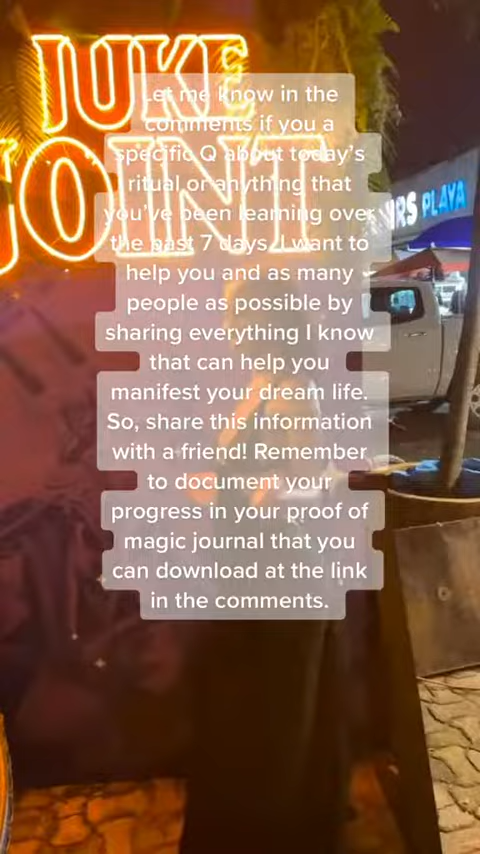 JUKE
JOINT
RS PLAYA
Let me know in the
comments if you a
specific Q about today's
ritual or anything that
you've been learning over
the past 7 days. I want to
help you and as many
people as possible by
sharing everything I know
that can help you
manifest your dream life.
So, share this information
with a friend! Remember
to document your
progress in your proof of
magic journal that you
can download at the link
in the comments.